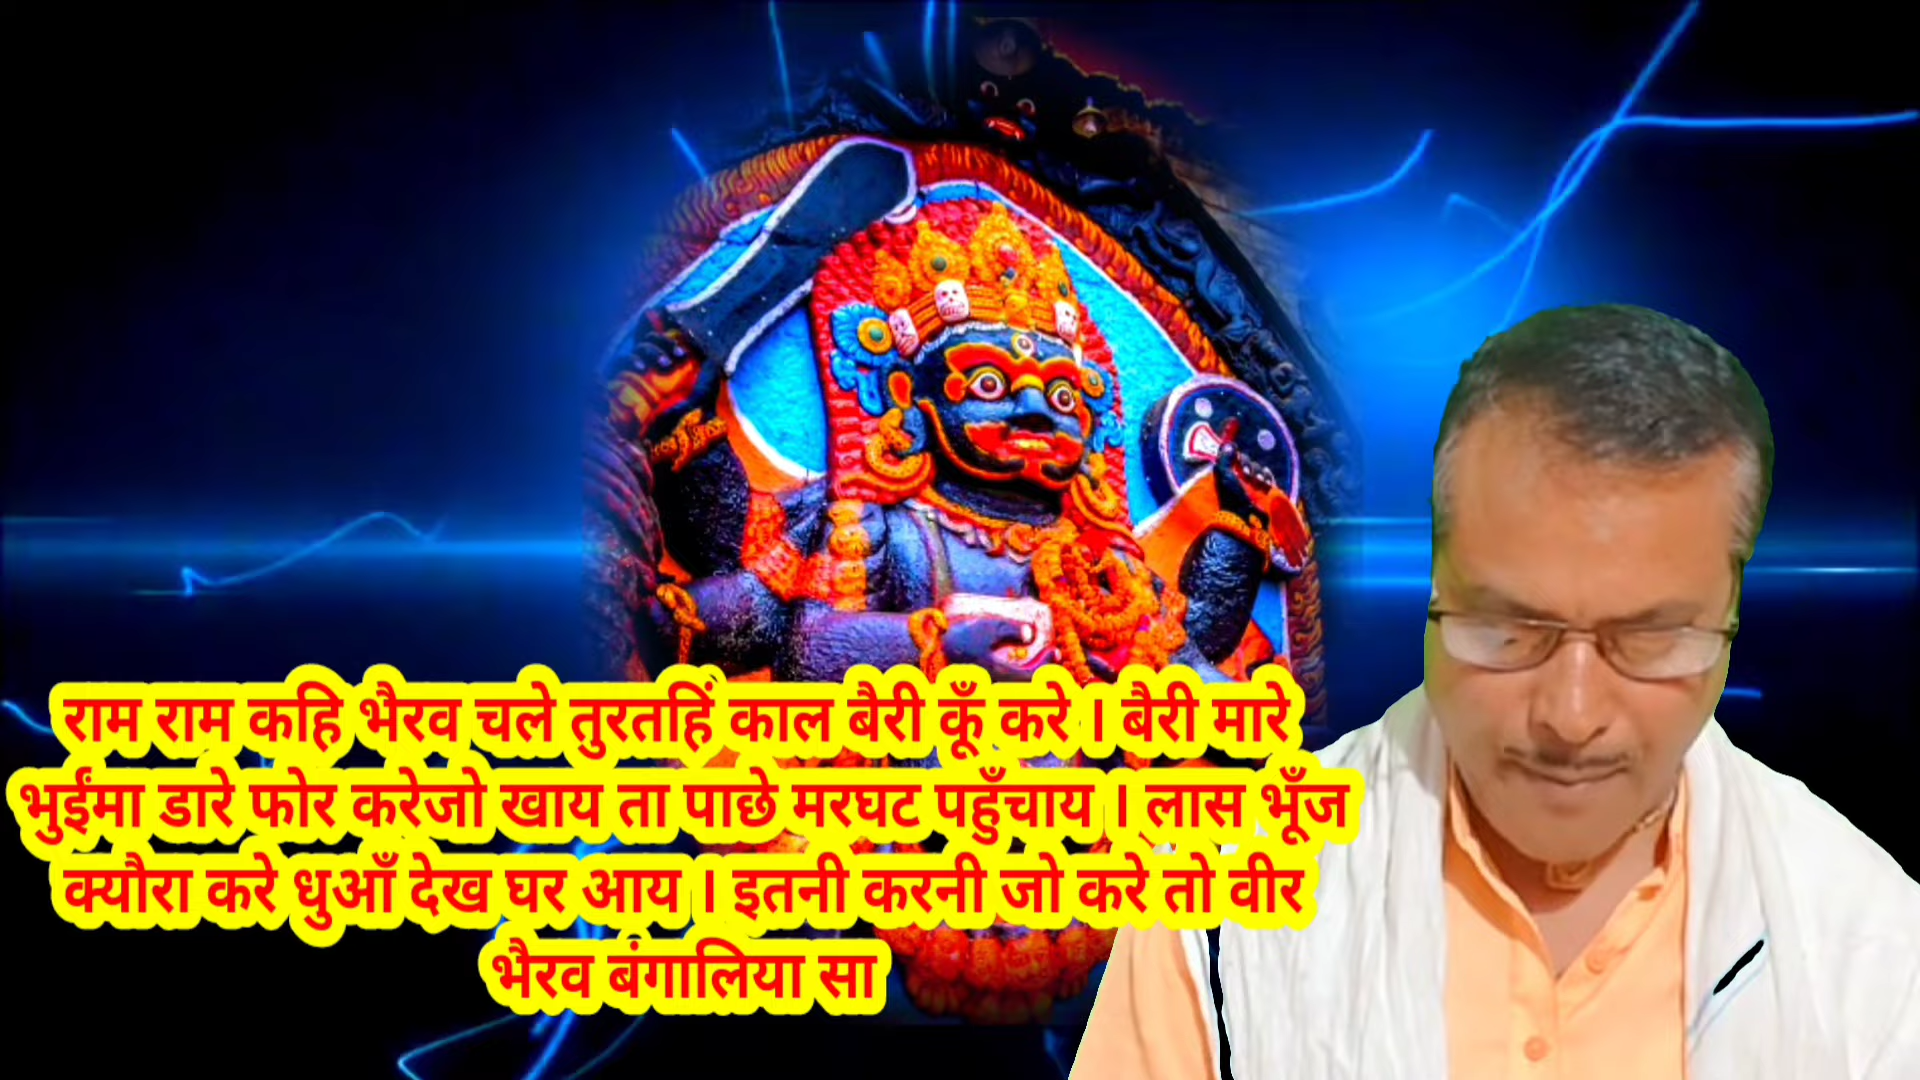 राम राम कहि भैरव चले तुरतहिं काल बैरी कूँ करे । बैरी मारे
भुईंमा डारे फोर करेजो खाय ता पाछे मरघट पहुँचाय । लास भूँज
क्यौरा करे धुआँ देख घर आय । इतनी करनी जो करे तो वीर
भैरव बंगालिया सा